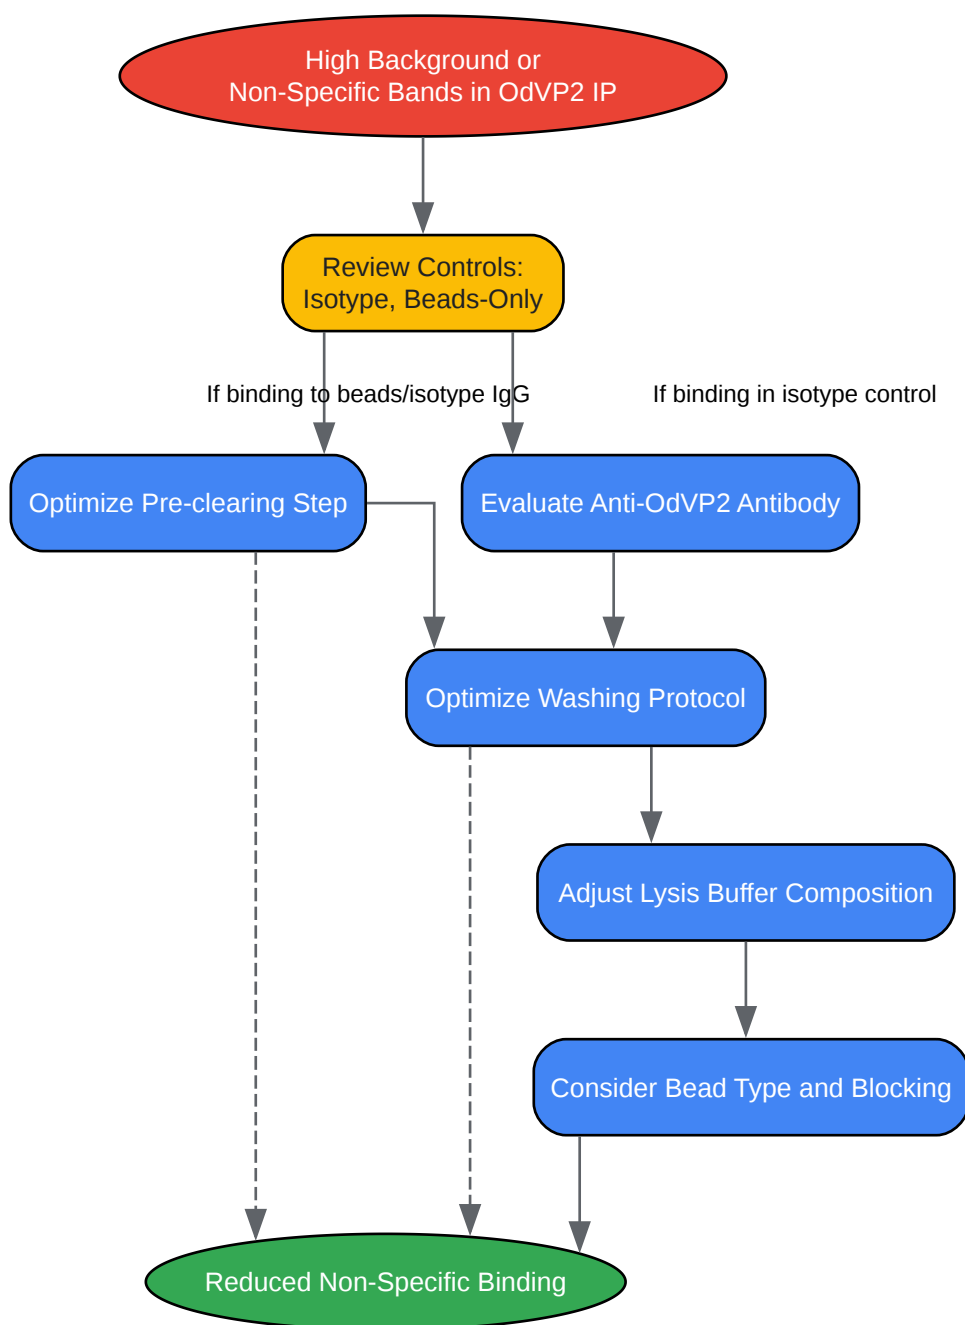 High Background or
Non-Specific Bands in OdVP2 IP
Review Controls:
Isotype, Beads-Only
If binding to beads/isotype IgG
If binding in isotype control
Optimize Pre-clearing Step
Evaluate Anti-OdVP2 Antibody
Optimize Washing Protocol
Adjust Lysis Buffer Composition
Consider Bead Type and Blocking
Reduced Non-Specific Binding